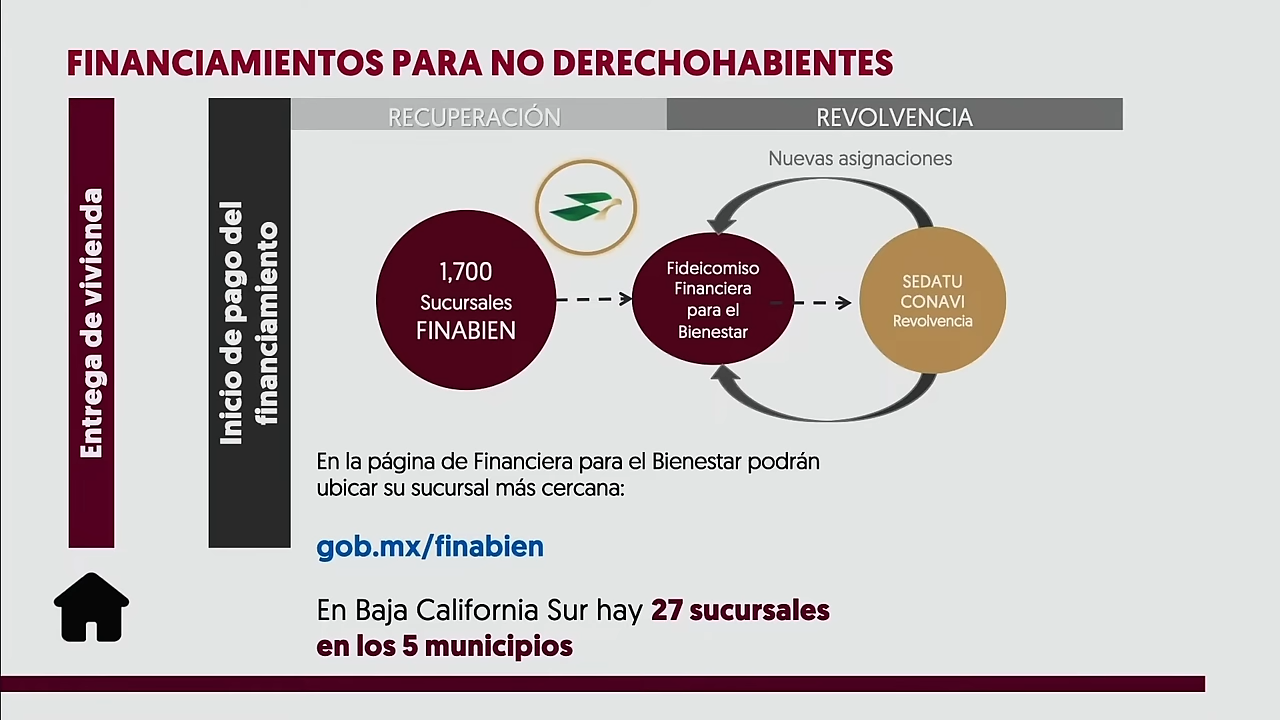 FINANCIAMIENTOS PARA NO DERECHOHABIENTES
Entrega de vivienda
Inicio de pago del
financiamiento
RECUPERACIÓN
REVOLVENCIA
Nuevas asignaciones
1,700
Sucursales
FINABIEN
Fideicomiso
Financiera
para el
Bienestar
SEDATU
CONAVI
Revolvencia
En la página de Financiera para el Bienestar podrán
ubicar su sucursal más cercana:
gob.mx/finabien
En Baja California Sur hay 27 sucursales
en los 5 municipios